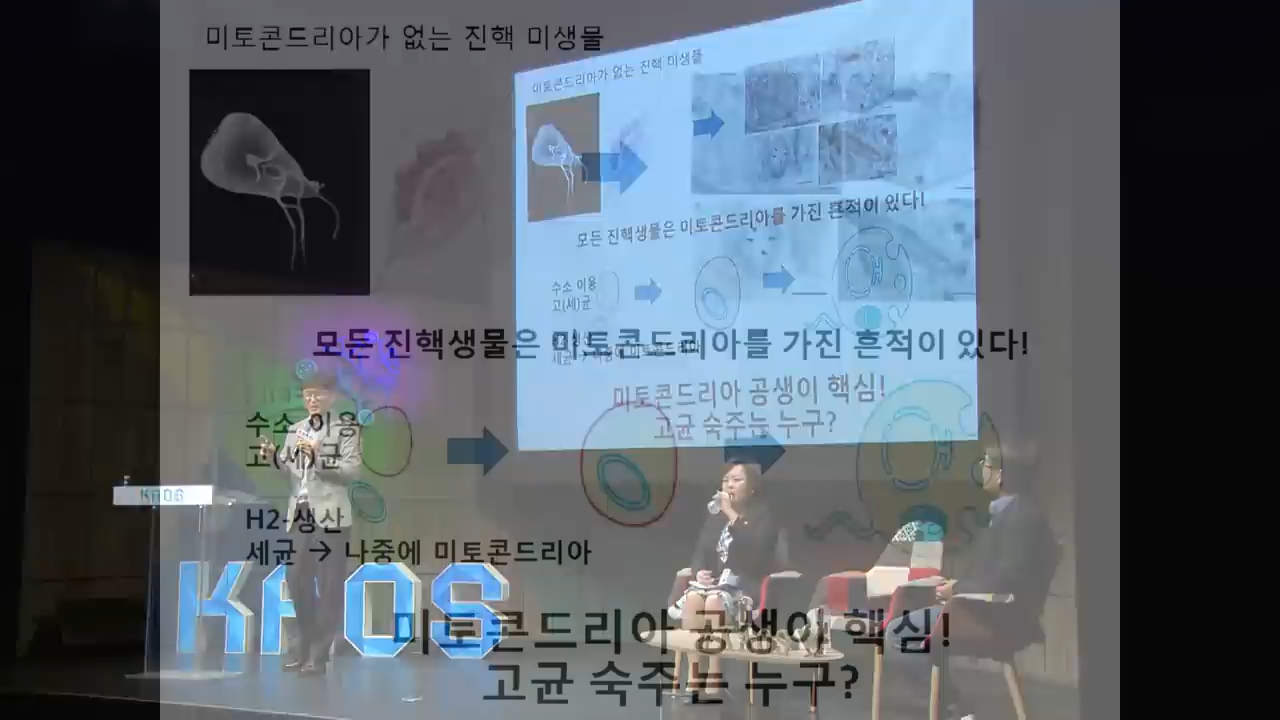 미토콘드리아가 없는 진핵 미생물
모든 진핵생물은 미토콘드리아를 가진 흔적이 있다!
수소 이용
고(세)균
H2-생산
세균 → 나중에 미토콘드리아
미토콘드리아 공생이 핵심!
고균 숙주는 누구?
미토콘드리아가 없는 진핵 미생물
모든 진핵생물은 미토콘드리아를 가진 흔적이 있다!
수소 이용
고(세)균
미토콘드리아 공생이 핵심!
고균 숙주는 누구?
KAOS
KAOS